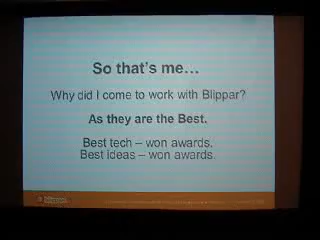 So that's me...
Why did I come to work with Blippar?
As they are the Best.
Best tech – won awards.
Best ideas – won awards.